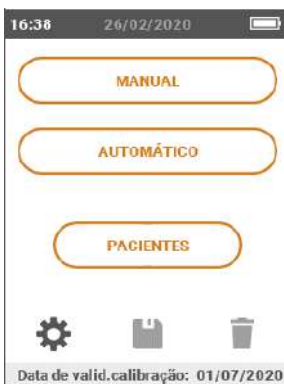 16:38 26/02/2020
MANUAL
AUTOMÁTICO
PACIENTES
Data de valid.calibração: 01/07/2020